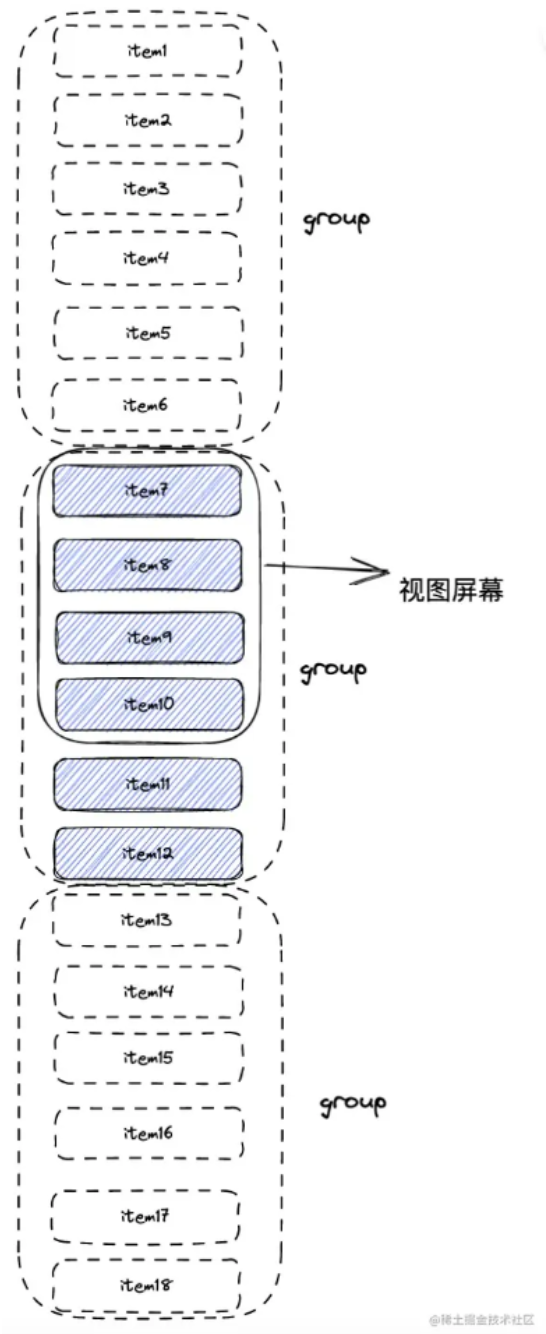 item1
item2
item3
group
item4
item5
item6
item7
item8
视图屏幕
item9
group
item10
item11
item12
item13
item14
item15
group
item16
item17
item18
@稀土掘金技术社区